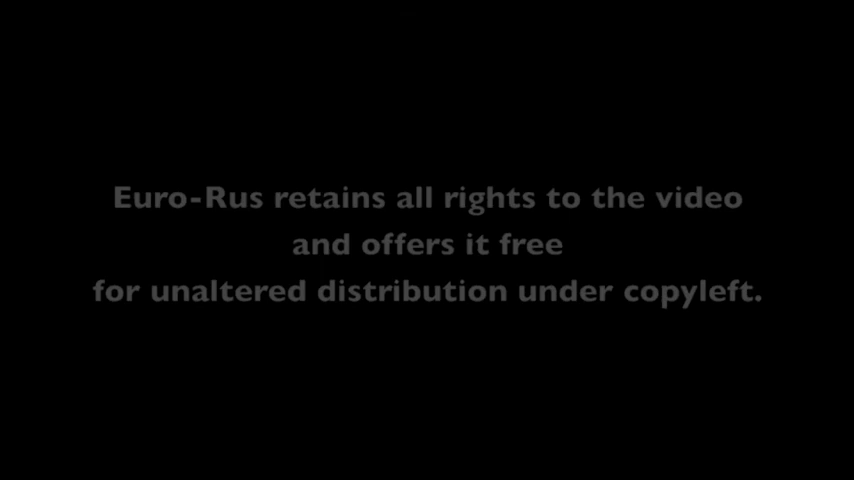 Euro-Rus retains all rights to the video
and offers it free
for unaltered distribution under copyleft.